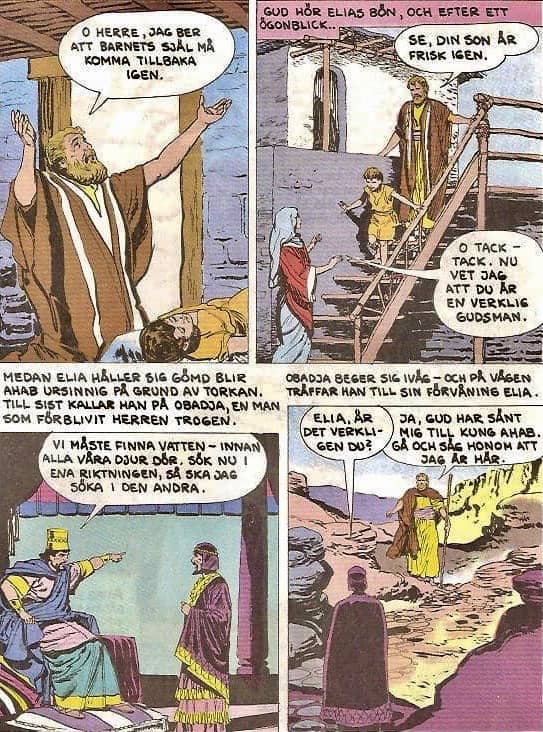 O HERRE, JAG BER
ATT BARNETS SJÄL MÅ
KOMMA TILLBAKA
IGEN.
GUD HÖR ELIAS BÖN, OCH EFTER ETT
ÖGONBLICK..
SE, DIN SON ÄR
FRISK IGEN.
O TACK –
TACK. NU
VET JAG
ATT DU ÄR
EN VERKLIG
GUDSMAN.
MEDAN ELIA HÅLLER SIG GÖMD BLIR
AHAB URSINNIG PÅ GRUND AV TORKAN.
TILL SIST KALLAR HAN PÅ OBADJA, EN MAN
SOM FÖRBLIVIT HERREN TROGEN.
VI MÅSTE FINNA VATTEN – INNAN
ALLA VÅRA DJUR DÖR. SÖK NU I
ENA RIKTNINGEN, SÅ SKA JAG
SÖKA I DEN ANDRA.
OBADJA BEGER SIG IVÄG – OCH PÅ VÄGEN
TRÄFFAR HAN TILL SIN FÖRVÅNING ELIA.
ELIA, ÄR
DET VERKLI-
GEN DU?
JA, GUD HAR SÄNT
MIG TILL KUNG AHAB.
GÅ OCH SÄG HONOM ATT
JAG ÄR HÄR.